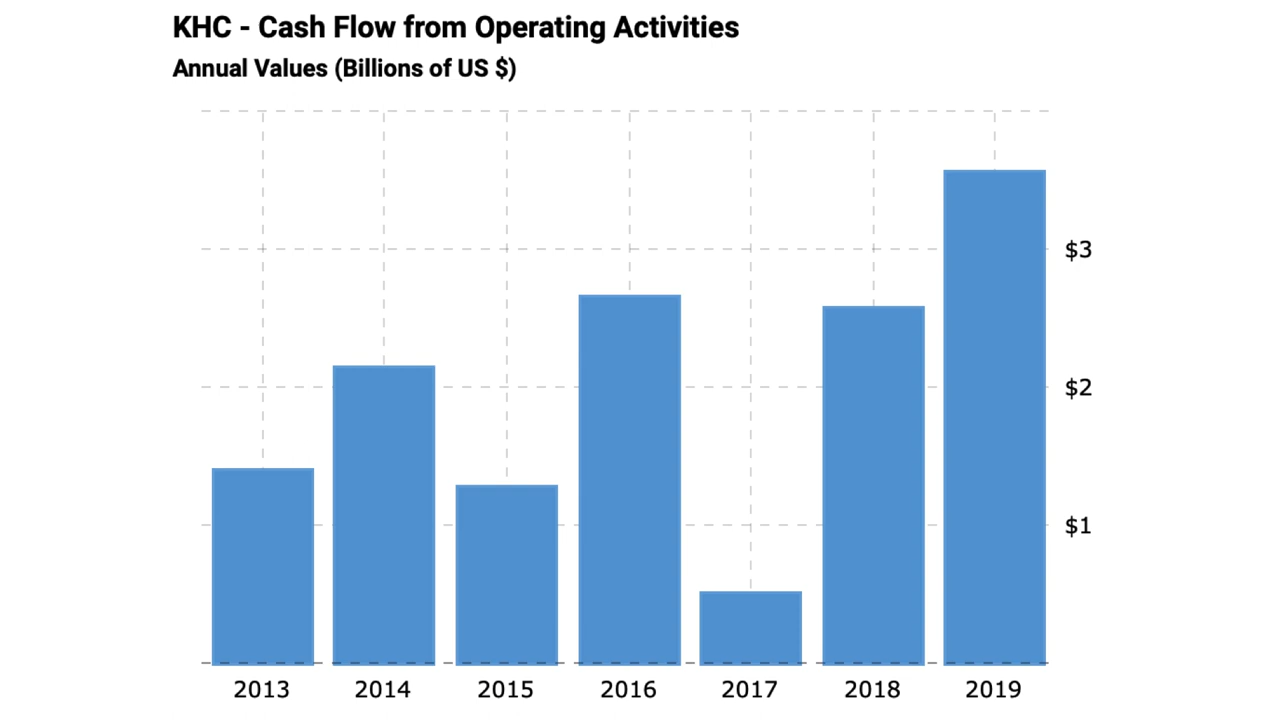 KHC - Cash Flow from Operating Activities
Annual Values (Billions of US $)
$3
$2
$1
2013 2014 2015 2016 2017 2018 2019